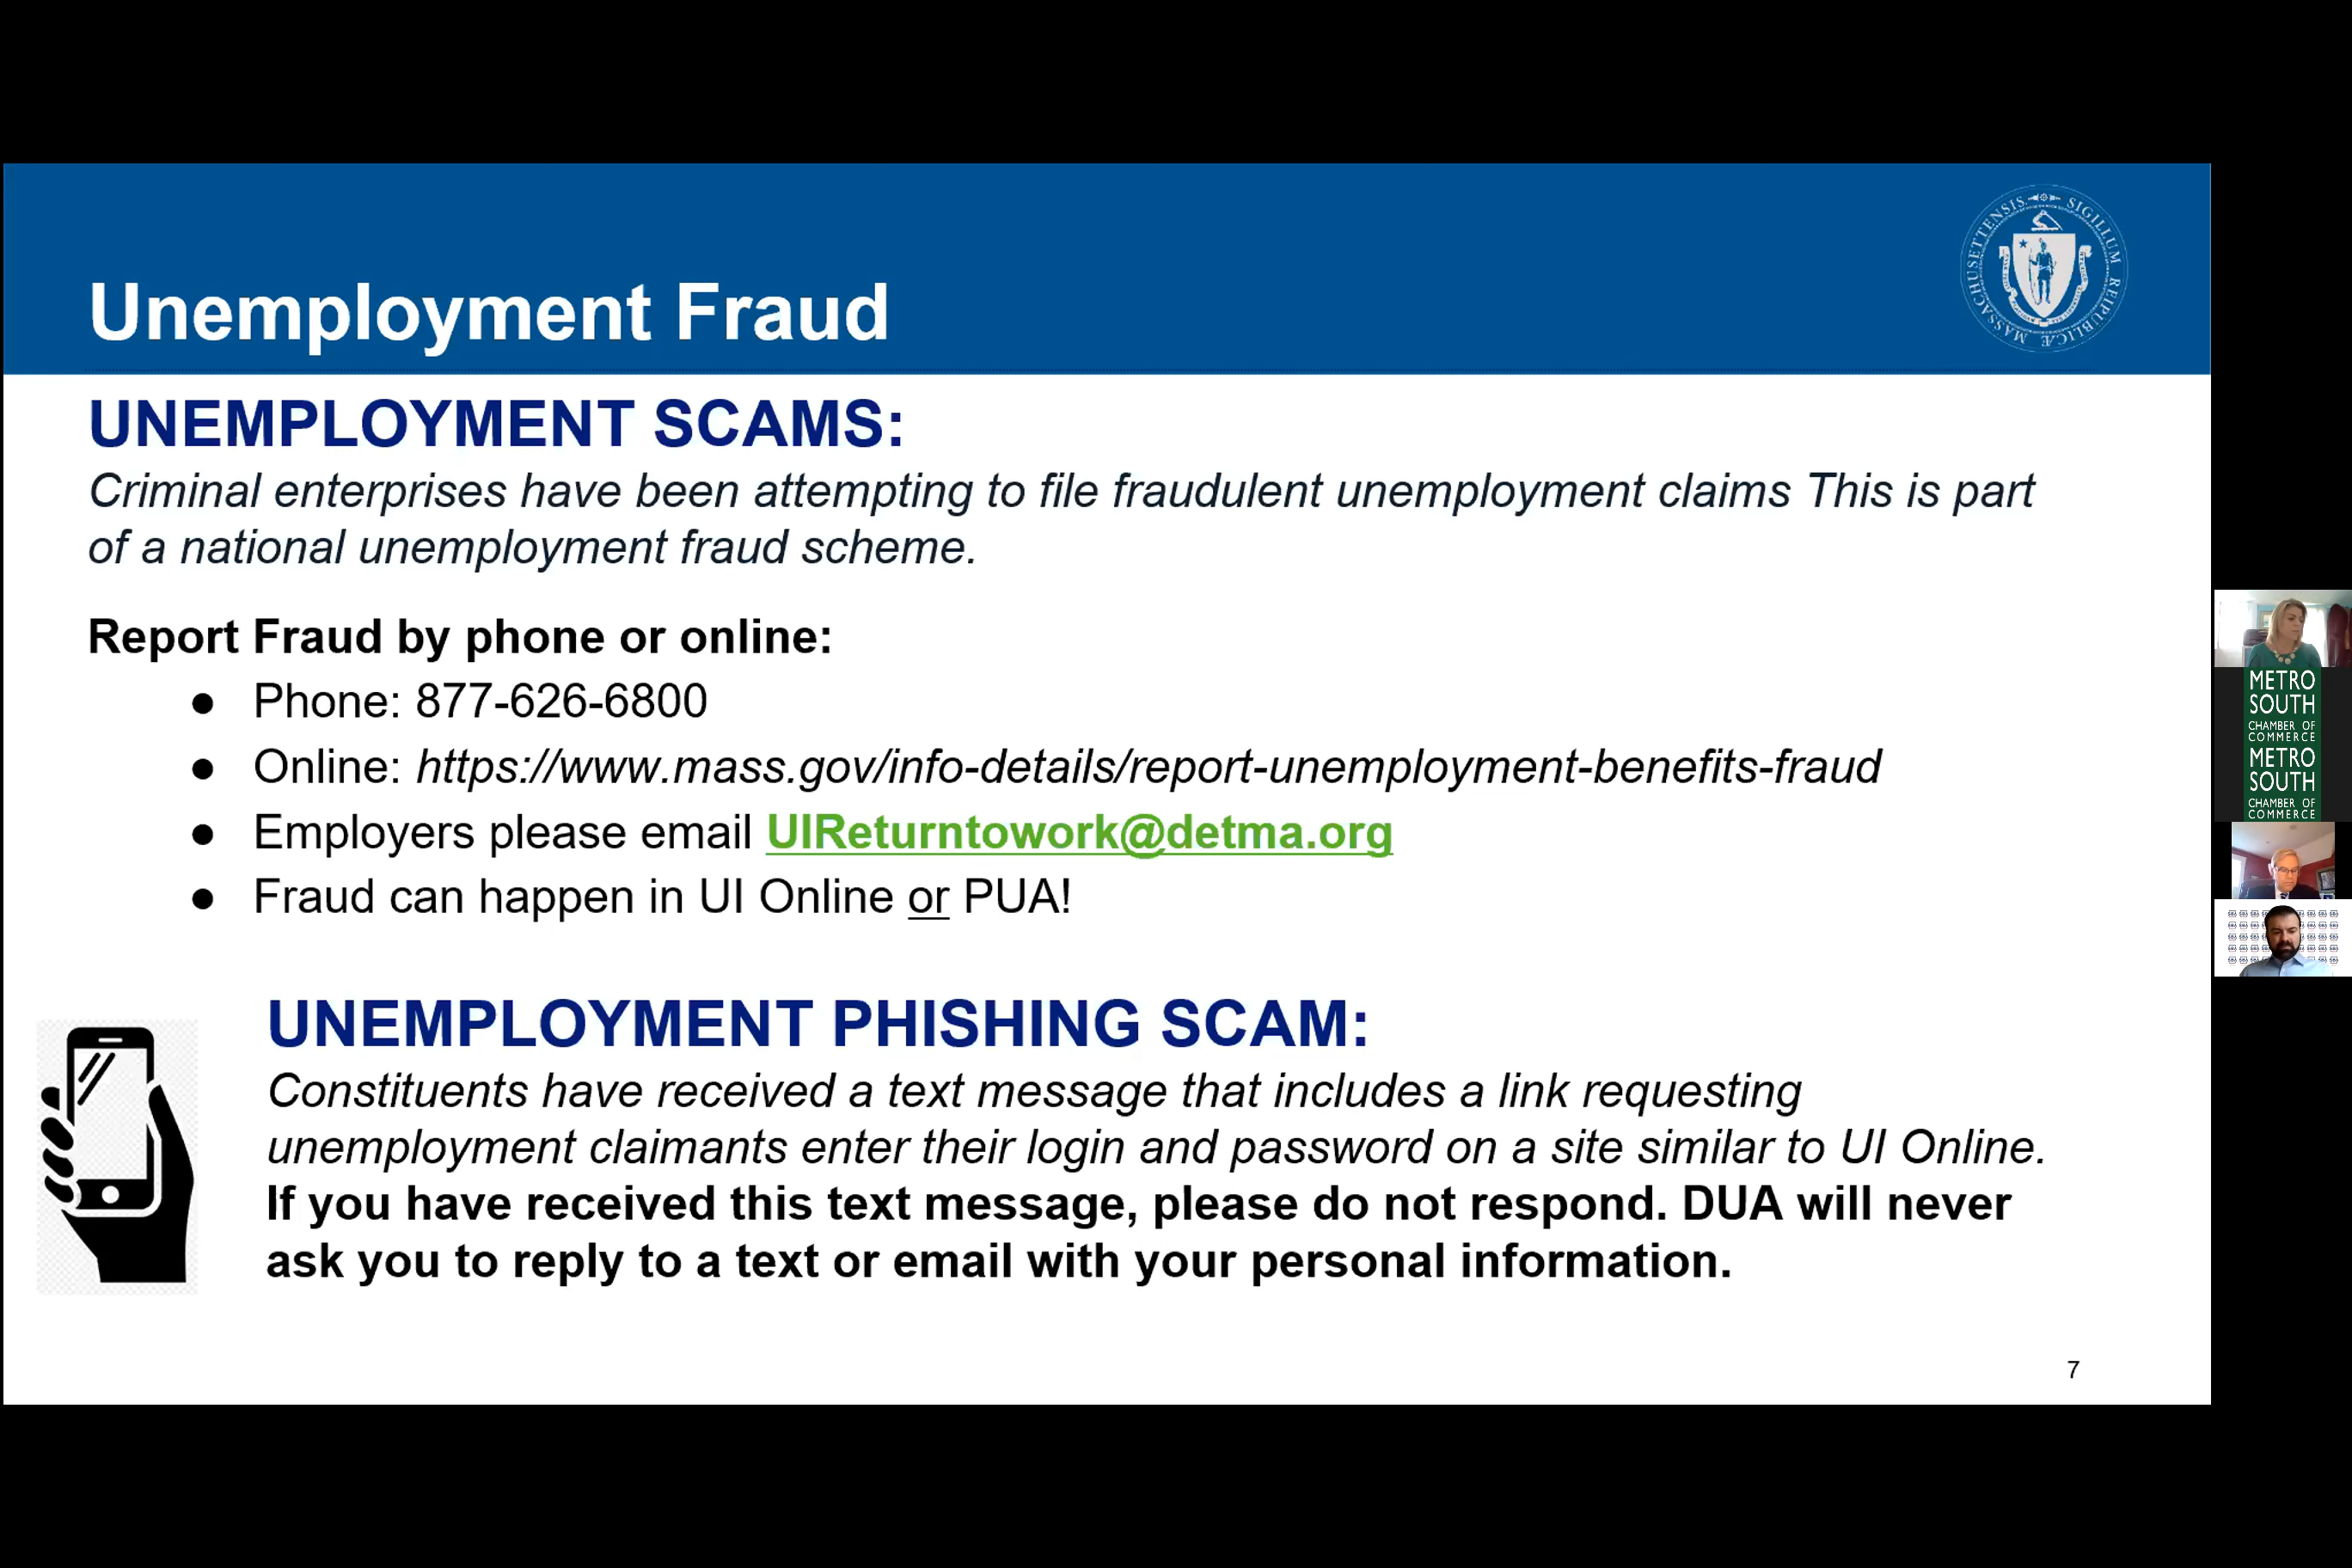 Unemployment Fraud
SIGILLUM REIPUBLICÆ MASSACHUSETTENSIS
UNEMPLOYMENT SCAMS:
Criminal enterprises have been attempting to file fraudulent unemployment claims This is part
of a national unemployment fraud scheme.
Report Fraud by phone or online:
● Phone: 877-626-6800
● Online: https://www.mass.gov/info-details/report-unemployment-benefits-fraud
● Employers please email UIReturntowork@detma.org
● Fraud can happen in UI Online or PUA!
UNEMPLOYMENT PHISHING SCAM:
Constituents have received a text message that includes a link requesting
unemployment claimants enter their login and password on a site similar to UI Online.
If you have received this text message, please do not respond. DUA will never
ask you to reply to a text or email with your personal information.
7
METRO
SOUTH
CHAMBER OF
COMMERCE
METRO
SOUTH
CHAMBER OF
COMMERCE